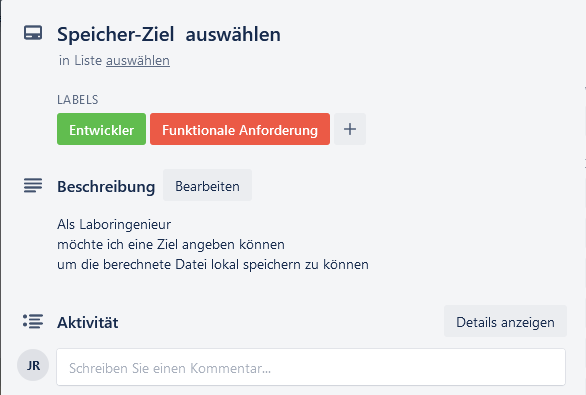 Speicher-Ziel auswählen
in Liste auswählen
LABELS
Entwickler Funktionale Anforderung +
Beschreibung Bearbeiten
Als Laboringenieur
möchte ich eine Ziel angeben können
um die berechnete Datei lokal speichern zu können
Aktivität Details anzeigen
JR Schreiben Sie einen Kommentar...